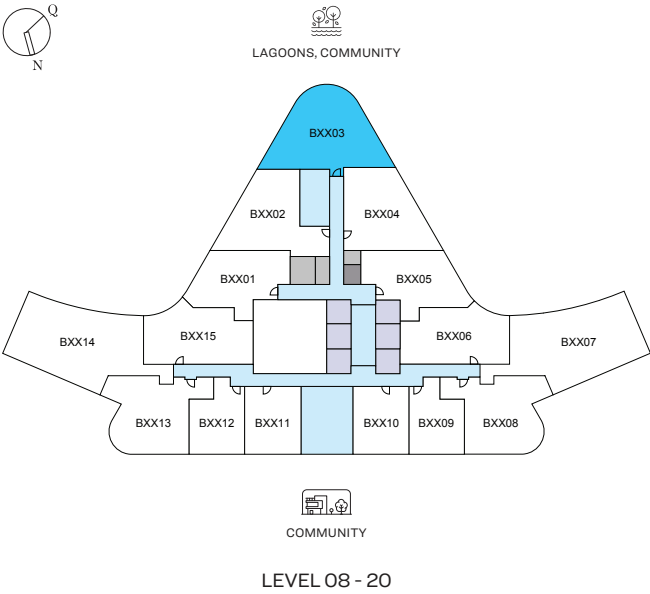 Q
N
LAGOONS, COMMUNITY
BXX03
BXX02
BXX04
BXX01
BXX05
BXX14
BXX15
BXX06
BXX07
BXX13
BXX12
BXX11
BXX10
BXX09
BXX08
COMMUNITY
LEVEL 08 - 20